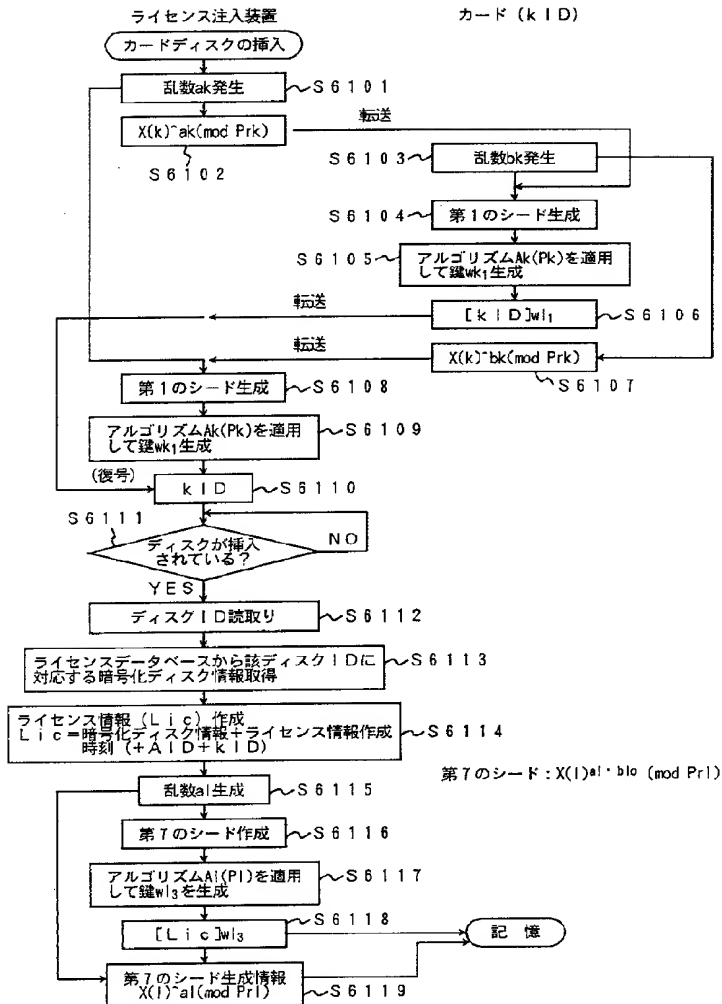 ライセンス注入装置
カード(kID)
カードディスクの挿入
乱数ak発生
S6101
X(k)^ak(mod Prk)
転送
S6102
S6103
乱数bk発生
S6104
第1のシード生成
S6105
アルゴリズムAk(Pk)を適用
して鍵wk₁生成
転送
[kID]wl₁
S6106
転送
X(k)^bk(mod Prk)
S6107
第1のシード生成
S6108
アルゴリズムAk(Pk)を適用
して鍵wk₁生成
S6109
(復号)
kID
S6110
S6111
ディスクが挿入
されている?
NO
YES
ディスクID読取り
S6112
ライセンスデータベースから該ディスクIDに
対応する暗号化ディスク情報取得
S6113
ライセンス情報(Lic)作成
Lic=暗号化ディスク情報+ライセンス情報作成
時刻(+AID+kID)
S6114
第7のシード:X(l)al・blo (mod Prl)
乱数al生成
S6115
第7のシード作成
S6116
アルゴリズムAl(Pl)を適用
して鍵wl₃を生成
S6117
[Lic]wl₃
S6118
記憶
第7のシード生成情報
X(l)^al(mod Prl)
S6119